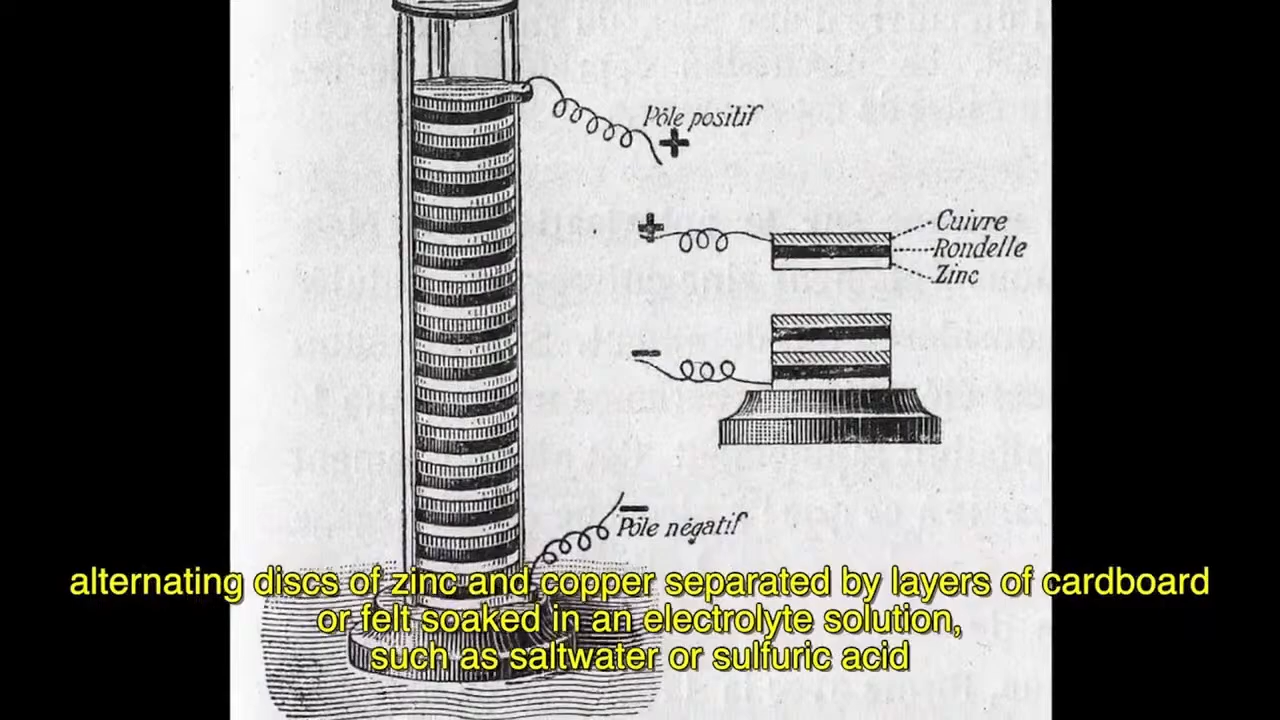 Pôle positif
+
+
Cuivre
Rondelle
Zinc
−
−
Pôle négatif
alternating discs of zinc and copper separated by layers of cardboard
or felt soaked in an electrolyte solution,
such as saltwater or sulfuric acid